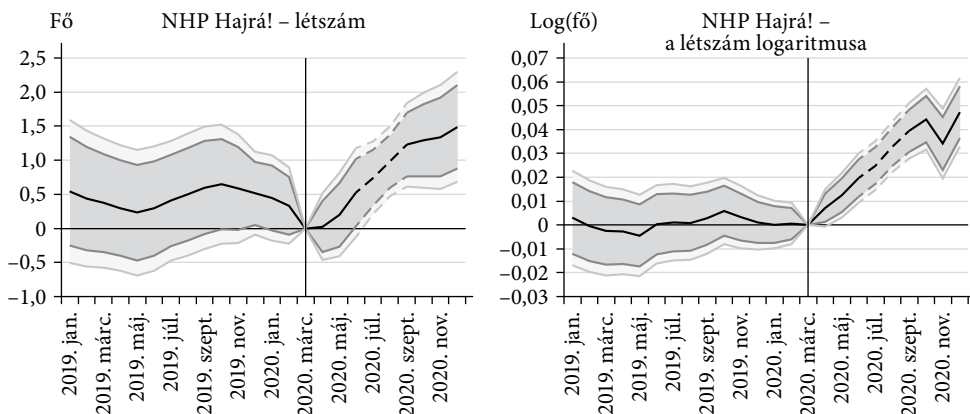 Fő
NHP Hajrá! – létszám
2,5
2,0
1,5
1,0
0,5
0
–0,5
–1,0
2019. jan.
2019. márc.
2019. máj.
2019. júl.
2019. szept.
2019. nov.
2020. jan.
2020. márc.
2020. máj.
2020. júl.
2020. szept.
2020. nov.
Log(fő)
NHP Hajrá! –
a létszám logaritmusa
0,07
0,06
0,05
0,04
0,03
0,02
0,01
0
–0,01
–0,02
–0,03
2019. jan.
2019. márc.
2019. máj.
2019. júl.
2019. szept.
2019. nov.
2020. jan.
2020. márc.
2020. máj.
2020. júl.
2020. szept.
2020. nov.